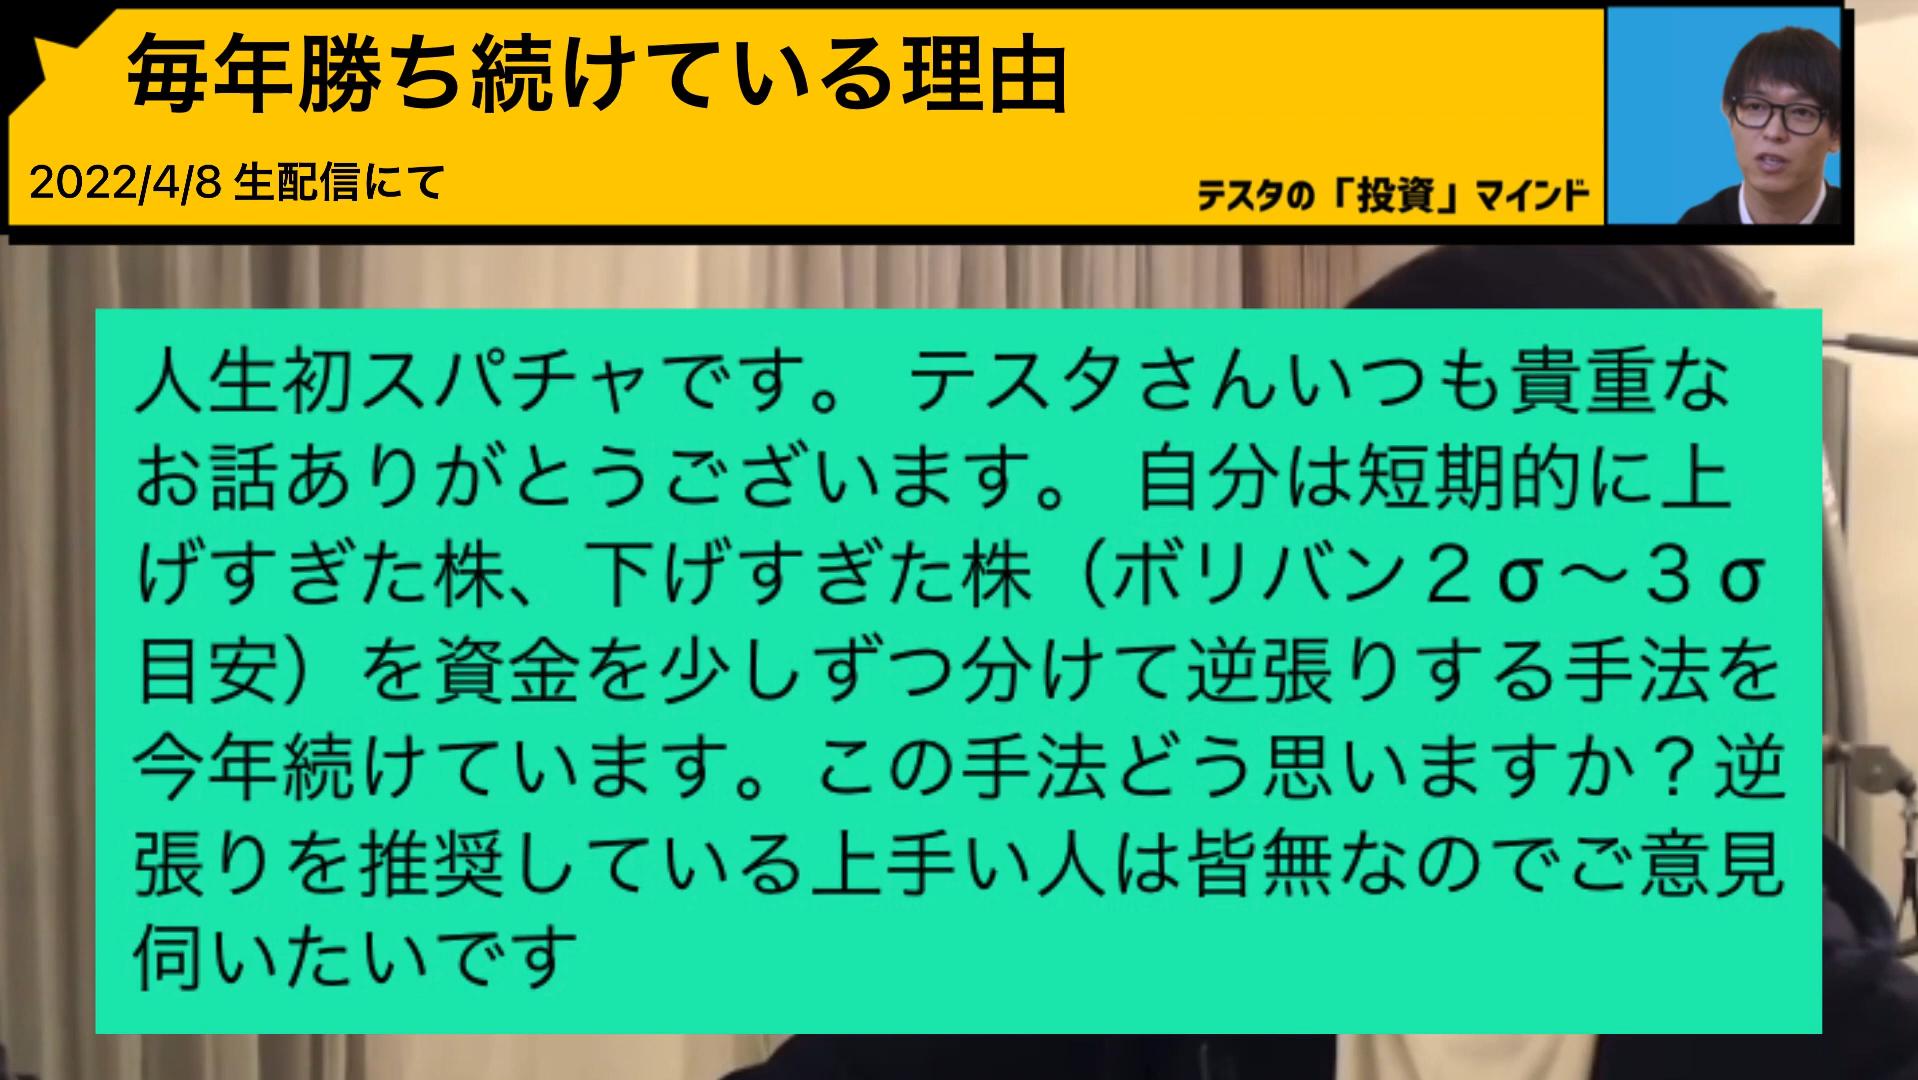 毎年勝ち続けている理由
2022/4/8 生配信にて
テスタの「投資」マインド
人生初スパチャです。 テスタさんいつも貴重な
お話ありがとうございます。 自分は短期的に上
げすぎた株、下げすぎた株（ボリバン２σ～３σ
目安）を資金を少しずつ分けて逆張りする手法を
今年続けています。この手法どう思いますか？逆
張りを推奨している上手い人は皆無なのでご意見
伺いたいです